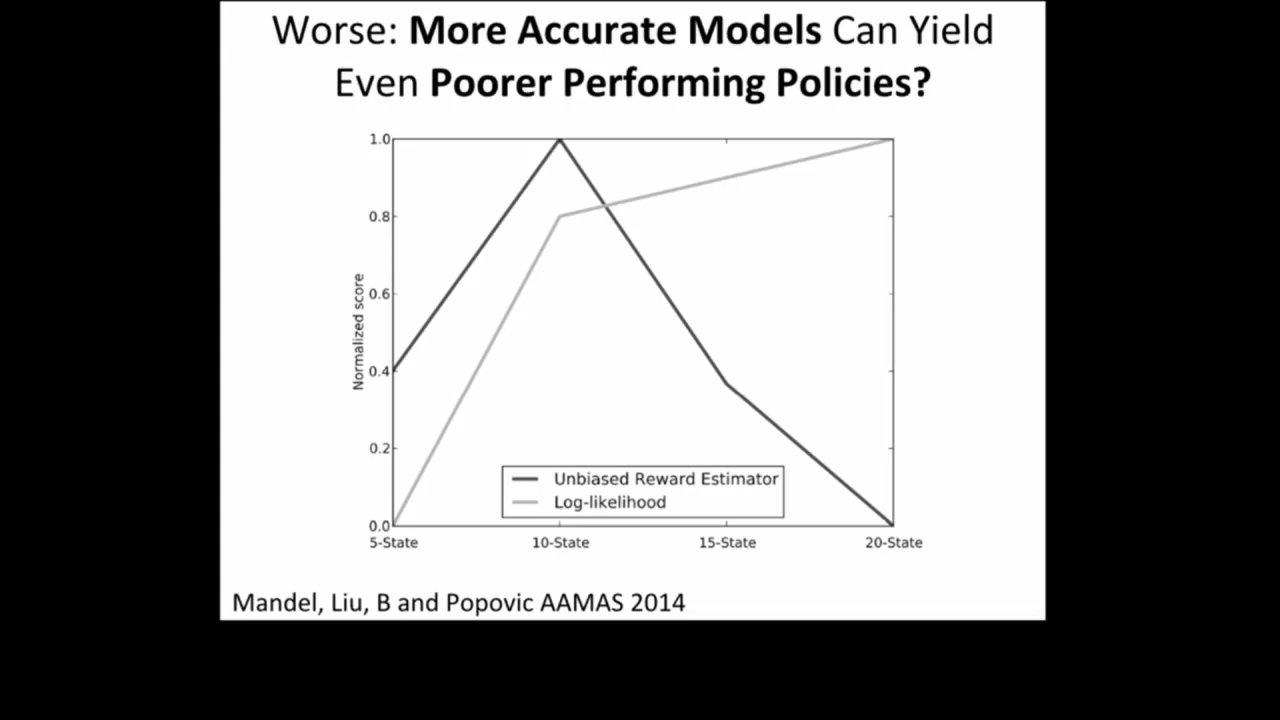 Worse: More Accurate Models Can Yield
Even Poorer Performing Policies?
1.0
0.8
0.6
0.4
0.2
0.0
Normalized score
Unbiased Reward Estimator
Log-likelihood
5-State
10-State
15-State
20-State
Mandel, Liu, B and Popovic AAMAS 2014